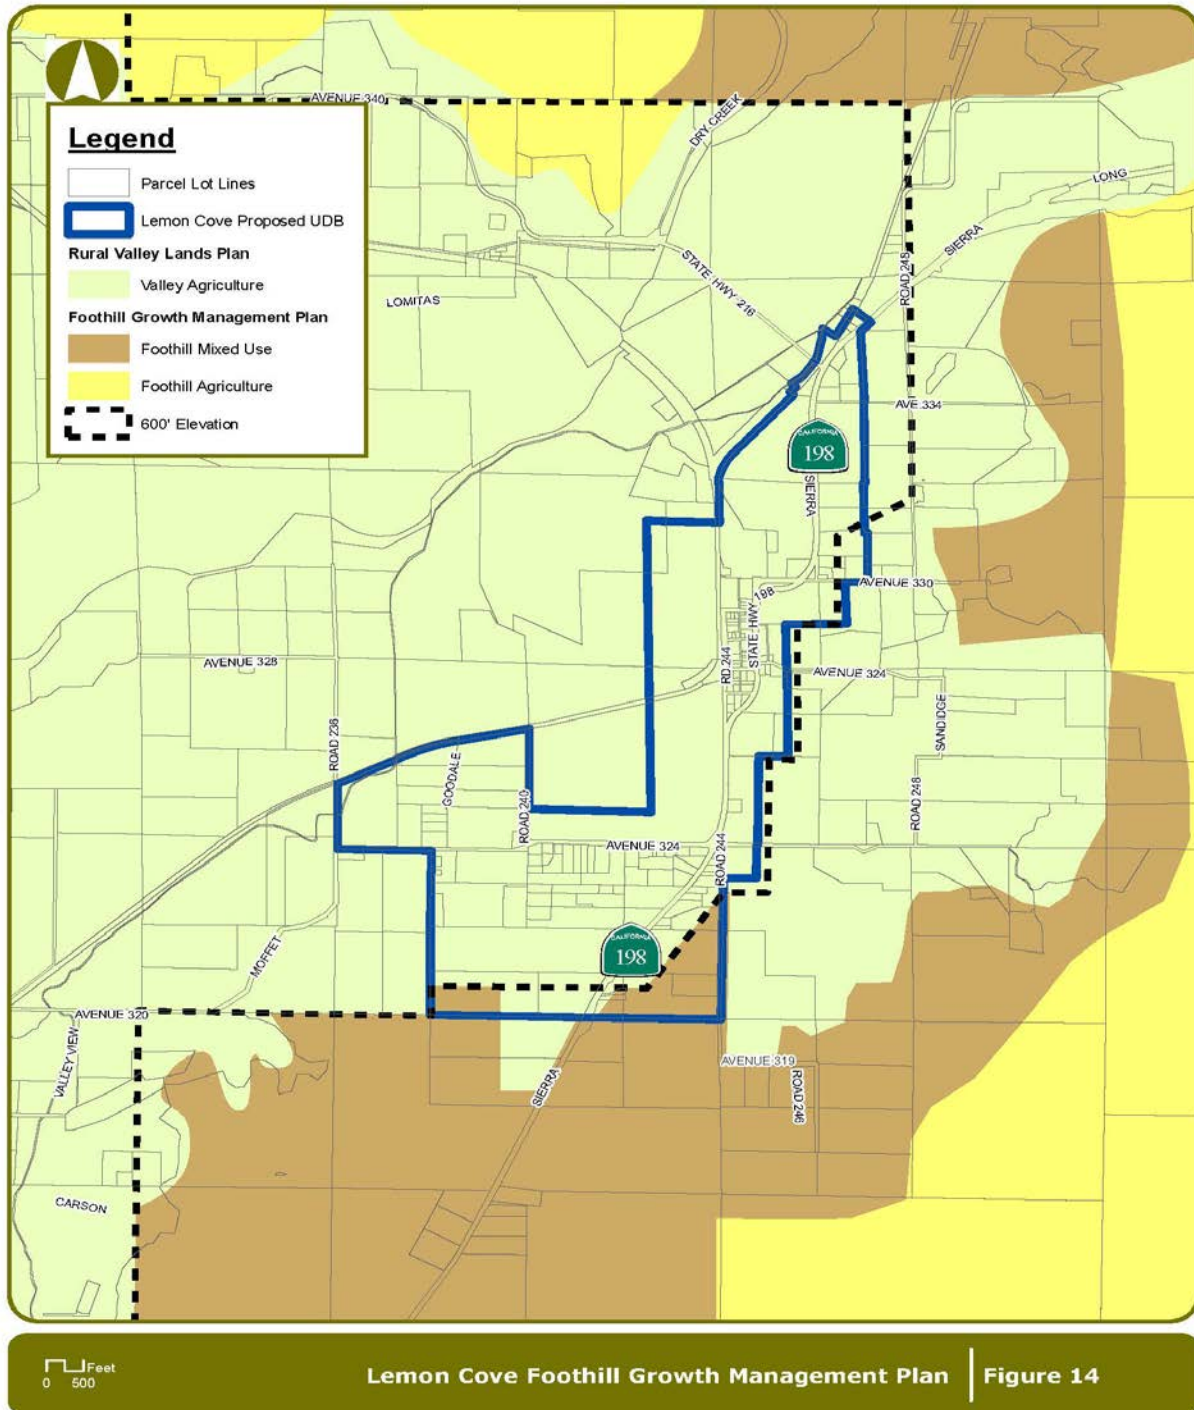 AVENUE 340
DRY CREEK
LONG
Legend
Parcel Lot Lines
Lemon Cove Proposed UDB
Rural Valley Lands Plan
Valley Agriculture
Foothill Growth Management Plan
Foothill Mixed Use
Foothill Agriculture
600' Elevation
SIERRA
STATE HWY 216
ROAD 248
LOMITAS
AVE 334
CALIFORNIA
198
SIERRA
AVENUE 330
STATE HWY 198
AVENUE 328
RD 244
AVENUE 324
ROAD 236
SANDIDGE
GOODALE
ROAD 240
ROAD 248
AVENUE 324
ROAD 244
MOFFET
CALIFORNIA
198
AVENUE 320
VALLEY VIEW
AVENUE 319
SIERRA
ROAD 246
CARSON
Feet
0 500
Lemon Cove Foothill Growth Management Plan
Figure 14